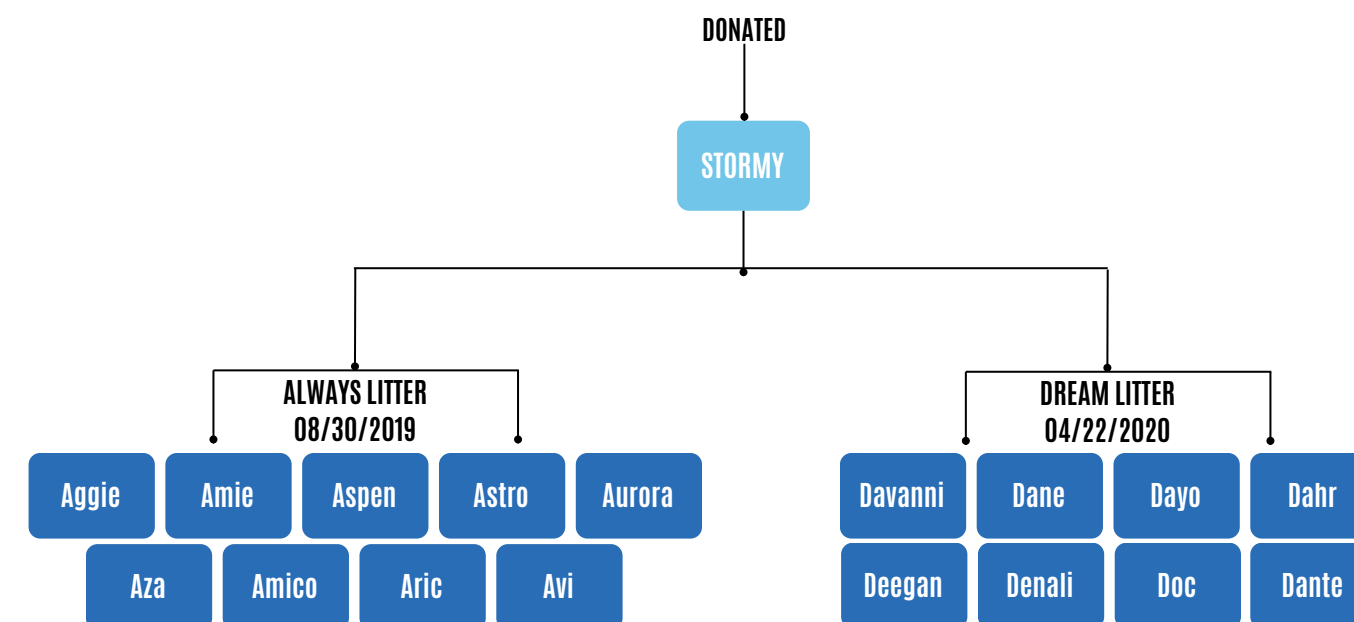 DONATED
STORMY
ALWAYS LITTER
08/30/2019
Aggie Amie Aspen Astro Aurora
Aza Amico Aric Avi
DREAM LITTER
04/22/2020
Davanni Dane Dayo Dahr
Deegan Denali Doc Dante